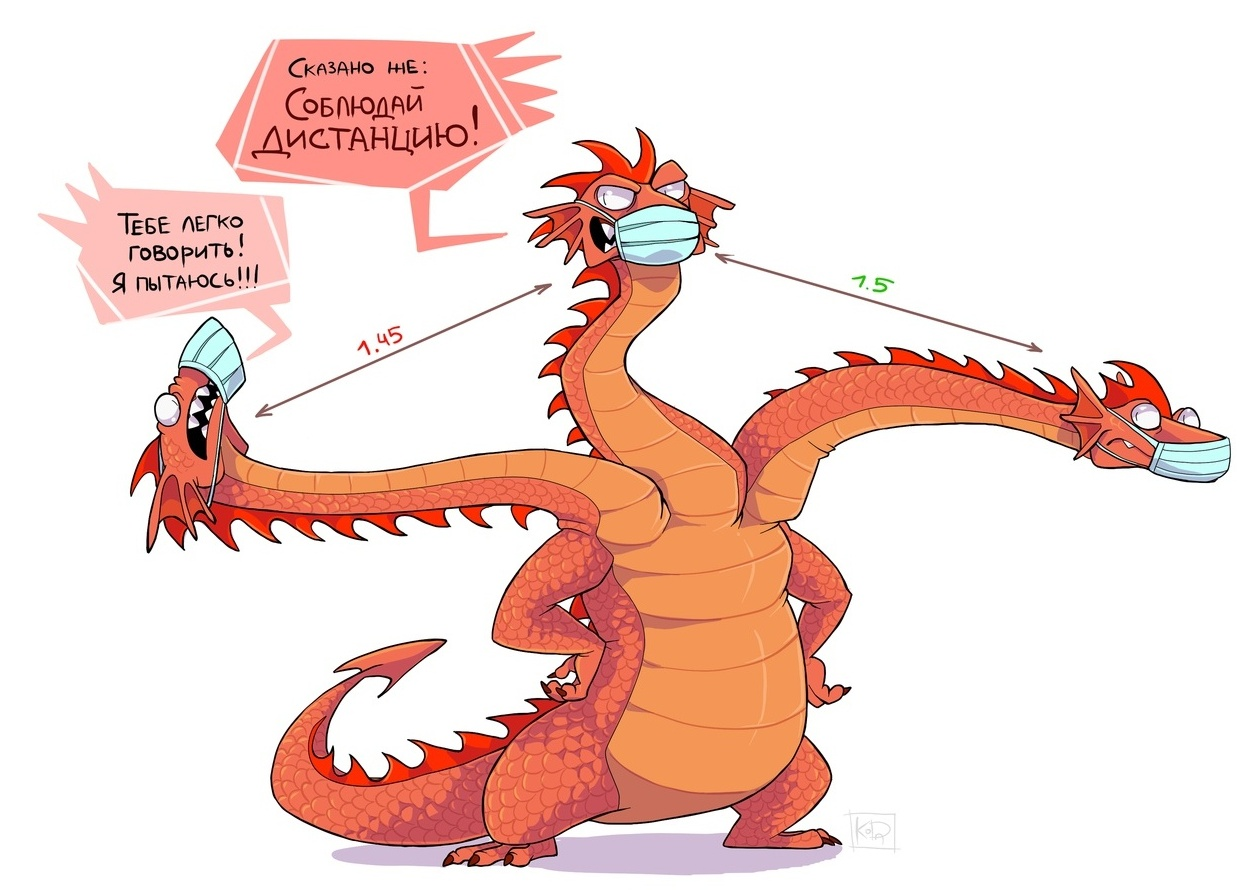 Сказано же:
Соблюдай
дистанцию!
Тебе легко
говорить!
Я пытаюсь!!!
1.45
1.5